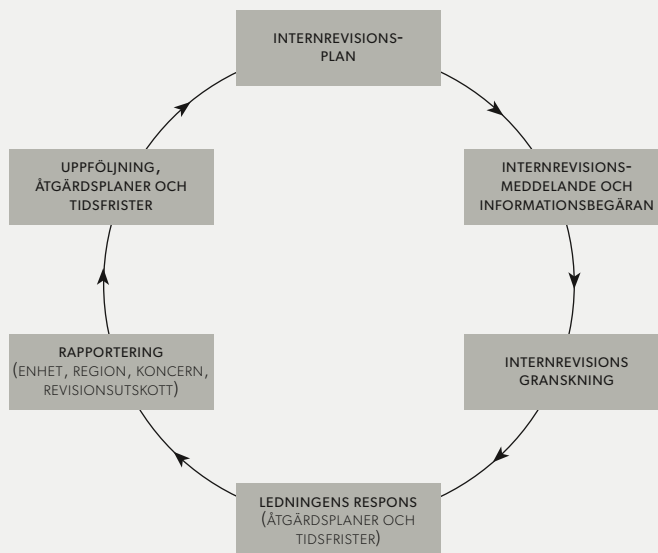 INTERNREVISIONS-
PLAN
INTERNREVISIONS-
MEDDELANDE OCH
INFORMATIONSBEGÄRAN
INTERNREVISIONS
GRANSKNING
LEDNINGENS RESPONS
(ÅTGÄRDSPLANER OCH
TIDSFRISTER)
RAPPORTERING
(ENHET, REGION, KONCERN,
REVISIONSUTSKOTT)
UPPFÖLJNING,
ÅTGÄRDSPLANER OCH
TIDSFRISTER